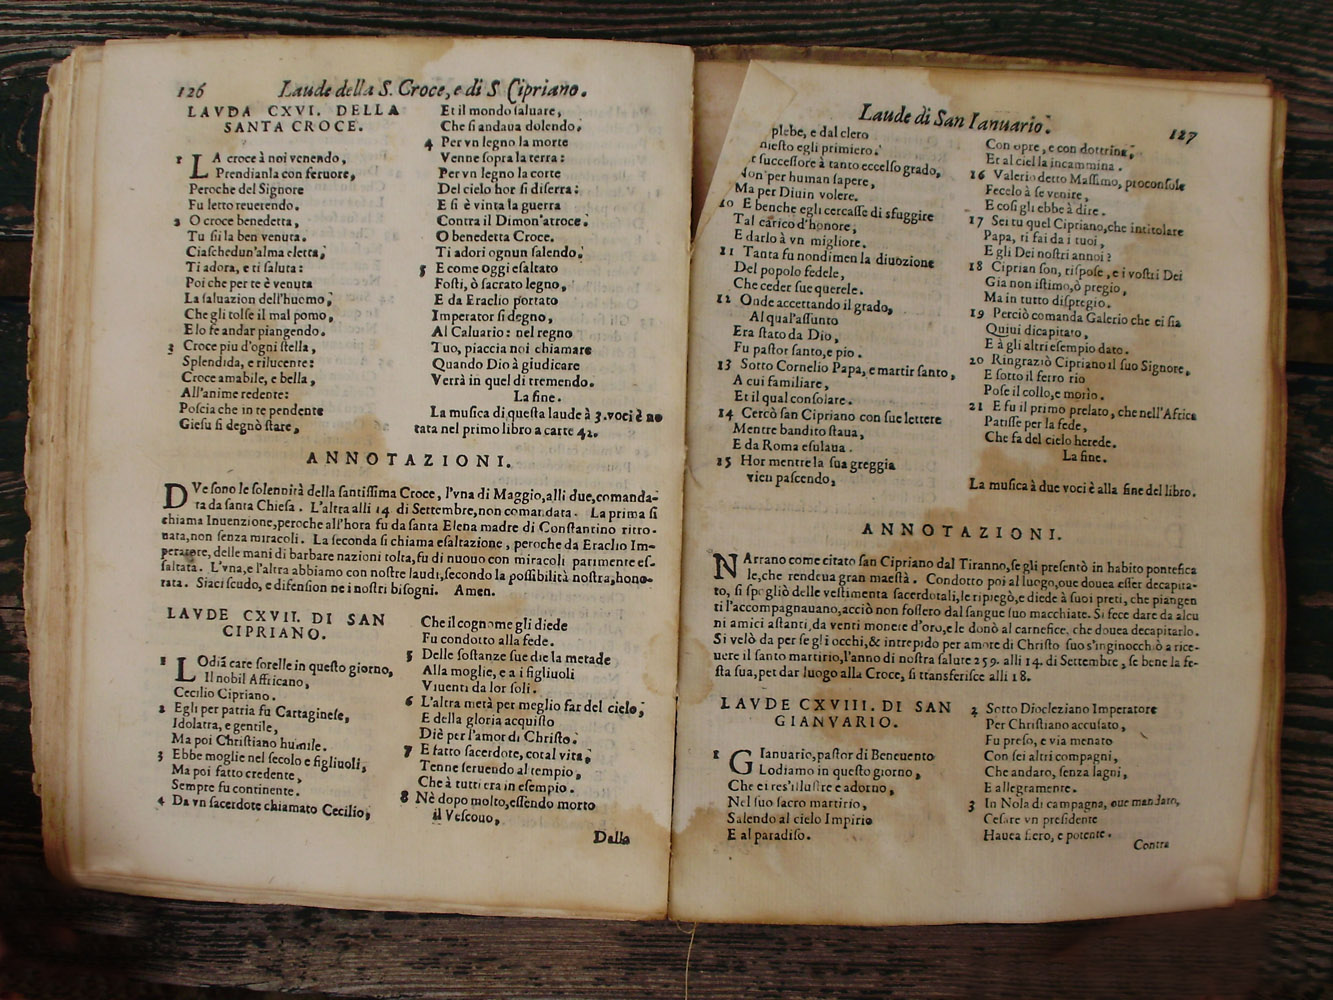 126 Laude della S. Croce, e di S Cipriano.
LAVDA CXVI. DELLA
SANTA CROCE.
1 LA croce à noi venendo,
Prendianla con feruore,
Peroche del Signore
Fu letto reuerendo.
2 O croce benedetta,
Tu sii la ben venuta.
Ciaschedun'alma eletta,
Ti adora, e ti saluta:
Poi che per te è venuta
La saluazion dell'huomo,
Che gli tolse il mal pomo,
E lo fe andar piangendo.
3 Croce piu d'ogni stella,
Splendida, e rilucente:
Croce amabile, e bella,
All'anime redente:
Poscia che in te pendente
Giesu si degnò stare,
Et il mondo saluare,
Che si andaua dolendo.
4 Per vn legno la morte
Venne sopra la terra:
Per vn legno la corte
Del cielo hor si diserra:
E si è vinta la guerra
Contra il Dimon'atroce.
O benedetta Croce.
Ti adori ognun salendo.
5 E come oggi esaltato
Fosti, ò sacrato legno,
E da Eraclio portato
Imperator si degno,
Al Caluario: nel regno
Tuo, piaccia noi chiamare
Quando Dio à giudicare
Verrà in quel di tremendo.
La fine.
La musica di questa laude à 3. voci è no
tata nel primo libro a carte 42.
ANNOTAZIONI.
DVe sono le solennità della santissima Croce, l'vna di Maggio, alli due, comanda-
ta da santa Chiesa. L'altra alli 14 di Settembre, non comandata. La prima si
chiama Inuenzione, peroche all'hora fu da santa Elena madre di Constantino ritro-
uata, non senza miracoli. La seconda si chiama esaltazione, peroche da Eraclio Im-
peratore, delle mani di barbare nazioni tolta, fu di nuouo con miracoli parimente es-
saltata. L'vna, e l'altra abbiamo con nostre laudi, secondo la possibilità nostra, hono-
rata. Siaci scudo, e difension ne i nostri bisogni. Amen.
LAVDE CXVII. DI SAN
CIPRIANO.
1 LOdiã care sorelle in questo giorno,
Il nobil Affricano,
Cecilio Cipriano.
2 Egli per patria fu Cartaginese,
Idolatra, e gentile,
Ma poi Christiano humile.
3 Ebbe moglie nel secolo e figliuoli,
Ma poi fatto credente,
Sempre fu continente.
4 Da vn sacerdote chiamato Cecilio,
Che il cognome gli diede
Fu condotto alla fede.
5 Delle sostanze sue die la metade
Alla moglie, e a i figliuoli
Viuenti da lor soli.
6 L'altra metà per meglio far del cielo,
E della gloria acquisto
Diè per l'amor di Christo.
7 E fatto sacerdote, cotal vita,
Tenne seruendo al tempio,
Che à tutti era in esempio.
8 Nè dopo molto, essendo morto
il Vescouo,
Dalla
Laude di San Ianuario. 127
plebe, e dal clero
egli primiero.
successore à tanto eccelso grado,
per human sapere,
Ma per Diuin volere.
10 E benche egli cercasse di sfuggire
Tal carico d'honore,
E darlo à vn migliore.
11 Tanta fu nondimen la diuozione
Del popolo fedele,
Che ceder sue querele.
12 Onde accettando il grado,
Al qual'assunto
Era stato da Dio,
Fu pastor santo, e pio.
13 Sotto Cornelio Papa, e martir santo,
A cui familiare,
Et il qual consolare.
14 Cercò san Cipriano con sue lettere
Mentre bandito staua,
E da Roma esulaua.
15 Hor mentre la sua greggia
vien pascendo,
Con opre, e con dottrina,
Et al ciel la incammina.
16 Valerio detto Massimo, proconsole
Fecelo à se venire,
E cosi gli ebbe à dire.
17 Sei tu quel Cipriano, che intitolare
Papa, ti fai da i tuoi,
E gli Dei nostri annoi?
18 Ciprian son, rispose, e i vostri Dei
Gia non istimo, ò pregio,
Ma in tutto dispregio.
19 Perciò comanda Galerio che ei sia
Quiui dicapitato,
E à gli altri esempio dato.
20 Ringraziò Cipriano il suo Signore,
E sotto il ferro rio
Pose il collo, e morio.
21 E fu il primo prelato, che nell'Africa
Patisse per la fede,
Che fa del cielo herede.
La fine.
La musica à due voci è alla fine del libro.
ANNOTAZIONI.
NArrano come citato san Cipriano dal Tiranno, se gli presentò in habito pontefica
le, che rendeua gran maestà. Condotto poi al luogo, oue douea esser decapita-
to, si spogliò delle vestimenta sacerdotali, le ripiegò, e diede à suoi preti, che piangen
ti l'accompagnauano, acciò non fossero dal sangue suo macchiate. Si fece dare da alcu
ni amici astanti, da venti monete d'oro, e le donò al carnefice, che douea decapitarlo.
Si velò da per se gli occhi, & intrepido per amore di Christo suo s'inginocchiò a rice-
uere il santo martirio, l'anno di nostra salute 259. alli 14. di Settembre, se bene la fe-
sta sua, per dar luogo alla Croce, si transferisce alli 18.
LAVDE CXVIII. DI SAN
GIANVARIO.
1 GIanuario, pastor di Beneuento
Lodiamo in questo giorno,
Che ei res'illustre e adorno,
Nel suo sacro martirio,
Salendo al cielo Impirio
E al paradiso.
2 Sotto Diocleziano Imperatore
Per Christiano accusato,
Fu preso, e via menato
Con sei altri compagni,
Che andaro, senza lagni,
E allegramente.
3 In Nola di campagna, oue mandato,
Cesare vn presidente
Hauea fiero, e potente.
Contra